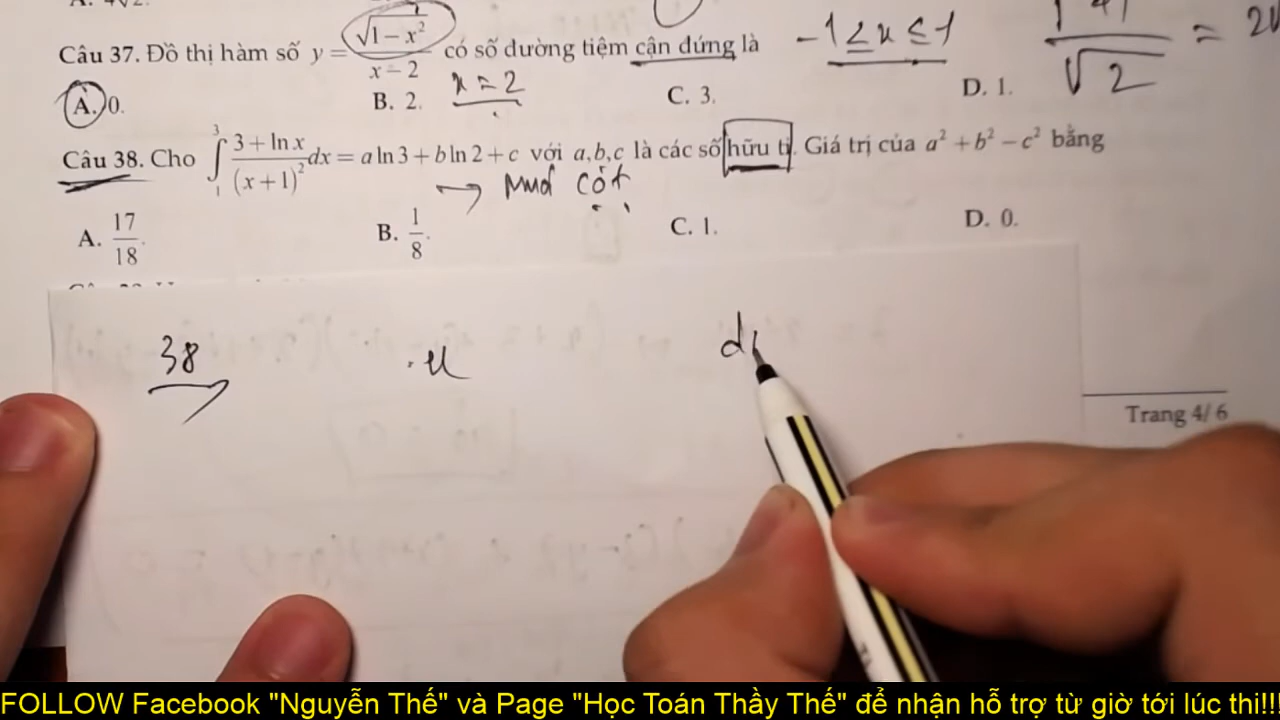 Câu 37. Đồ thị hàm số y = √(1 − x²) / (x − 2) có số đường tiệm cận đứng là
−1 ≤ x ≤ 1
√2 =
x = 2
A. 0. B. 2. C. 3. D. 1.
Câu 38. Cho ∫₁³ (3 + ln x)/(x + 1)² dx = a ln 3 + b ln 2 + c với a, b, c là các số hữu tỉ. Giá trị của a² + b² − c² bằng
A. 17/18. B. 1/8. C. 1. D. 0.
38 · u
Trang 4/ 6
FOLLOW Facebook "Nguyễn Thế" và Page "Học Toán Thầy Thế" để nhận hỗ trợ từ giờ tới lúc thi!!!